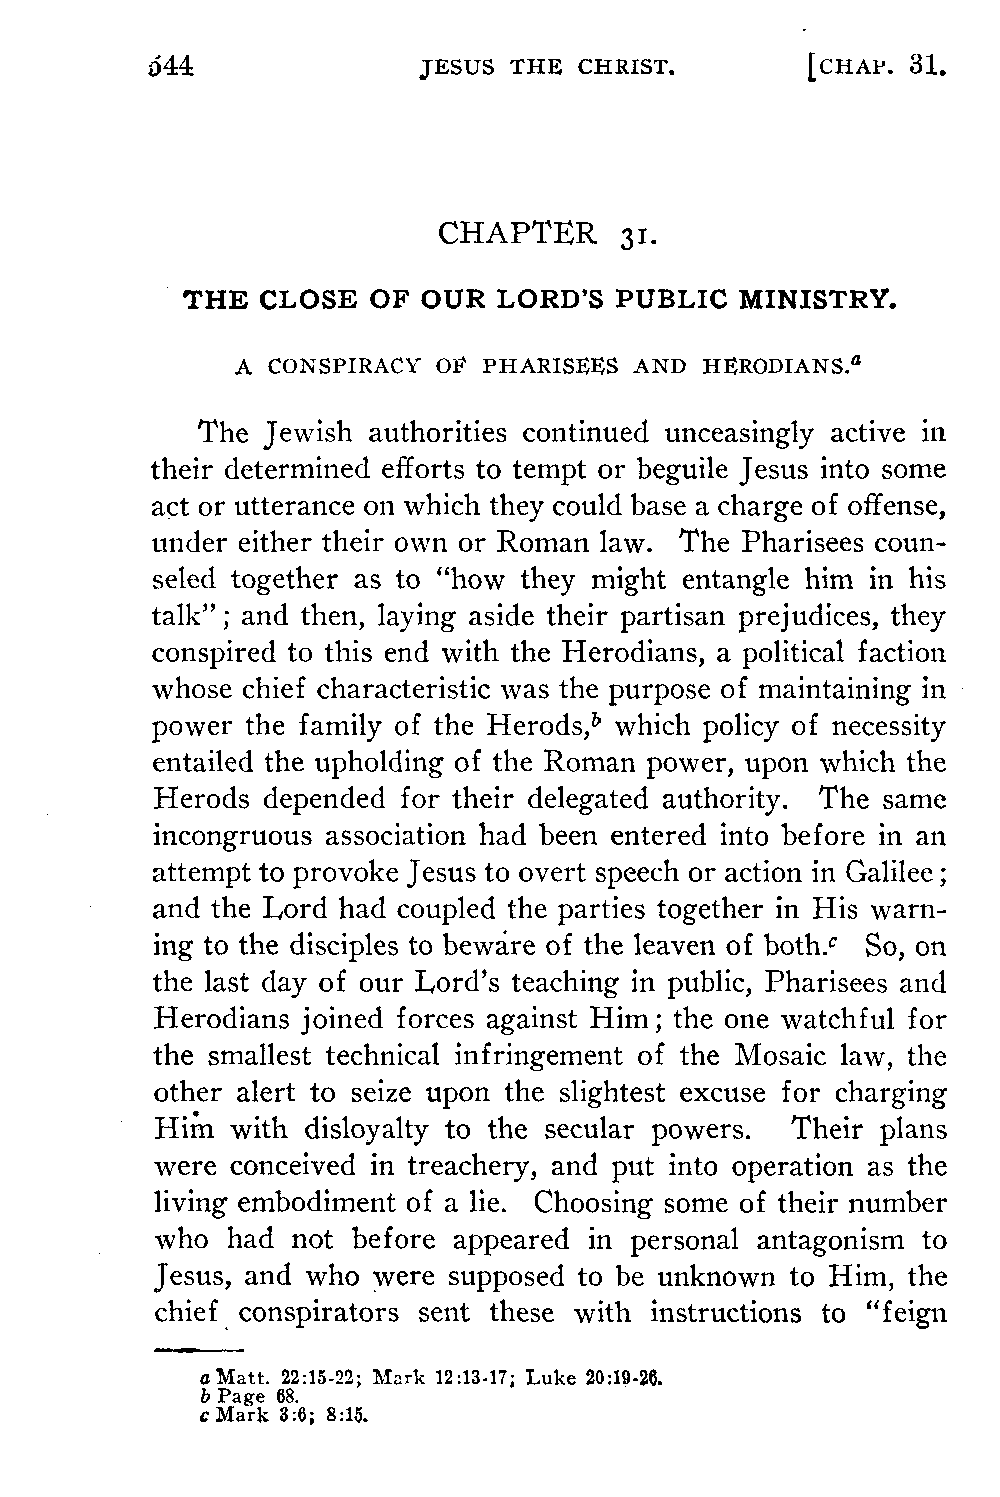 544 JESUS THE CHRIST. [CHAP. 31.
CHAPTER 31.
THE CLOSE OF OUR LORD'S PUBLIC MINISTRY.
A CONSPIRACY OF PHARISEES AND HERODIANS.a
The Jewish authorities continued unceasingly active in
their determined efforts to tempt or beguile Jesus into some
act or utterance on which they could base a charge of offense,
under either their own or Roman law. The Pharisees coun-
seled together as to "how they might entangle him in his
talk"; and then, laying aside their partisan prejudices, they
conspired to this end with the Herodians, a political faction
whose chief characteristic was the purpose of maintaining in
power the family of the Herods,b which policy of necessity
entailed the upholding of the Roman power, upon which the
Herods depended for their delegated authority. The same
incongruous association had been entered into before in an
attempt to provoke Jesus to overt speech or action in Galilee;
and the Lord had coupled the parties together in His warn-
ing to the disciples to beware of the leaven of both.c So, on
the last day of our Lord's teaching in public, Pharisees and
Herodians joined forces against Him; the one watchful for
the smallest technical infringement of the Mosaic law, the
other alert to seize upon the slightest excuse for charging
Him with disloyalty to the secular powers. Their plans
were conceived in treachery, and put into operation as the
living embodiment of a lie. Choosing some of their number
who had not before appeared in personal antagonism to
Jesus, and who were supposed to be unknown to Him, the
chief conspirators sent these with instructions to "feign
a Matt. 22:15-22; Mark 12:13-17; Luke 20:19-26.
b Page 68.
c Mark 3:6; 8:15.